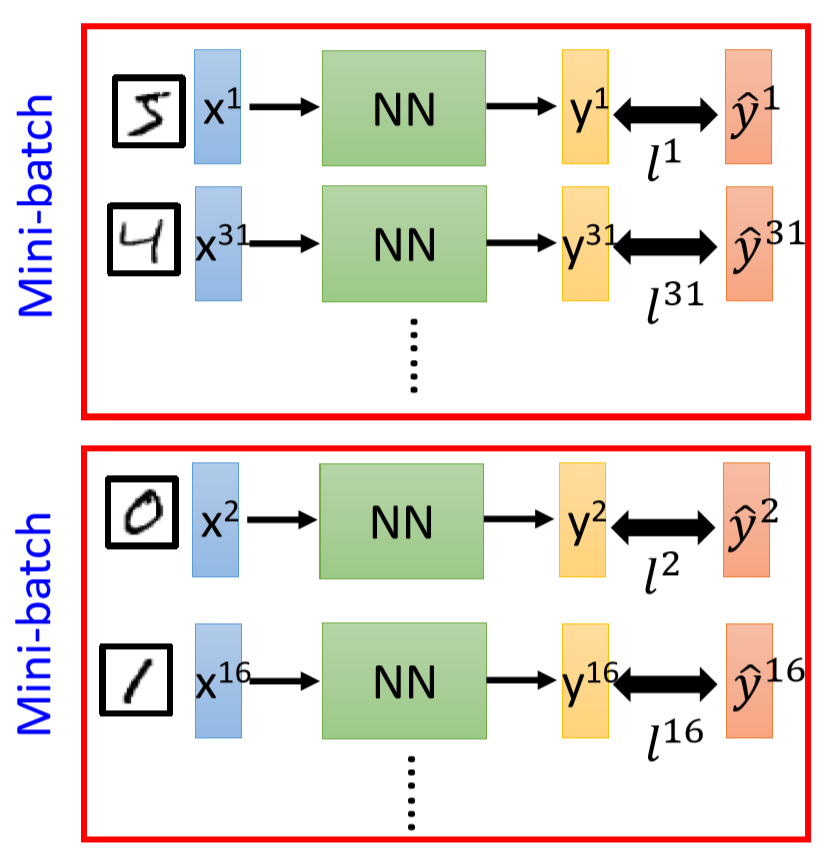 Mini-batch
5 x¹ NN y¹ ŷ¹
l¹
4 x³¹ NN y³¹ ŷ³¹
l³¹
Mini-batch
0 x² NN y² ŷ²
l²
1 x¹⁶ NN y¹⁶ ŷ¹⁶
l¹⁶